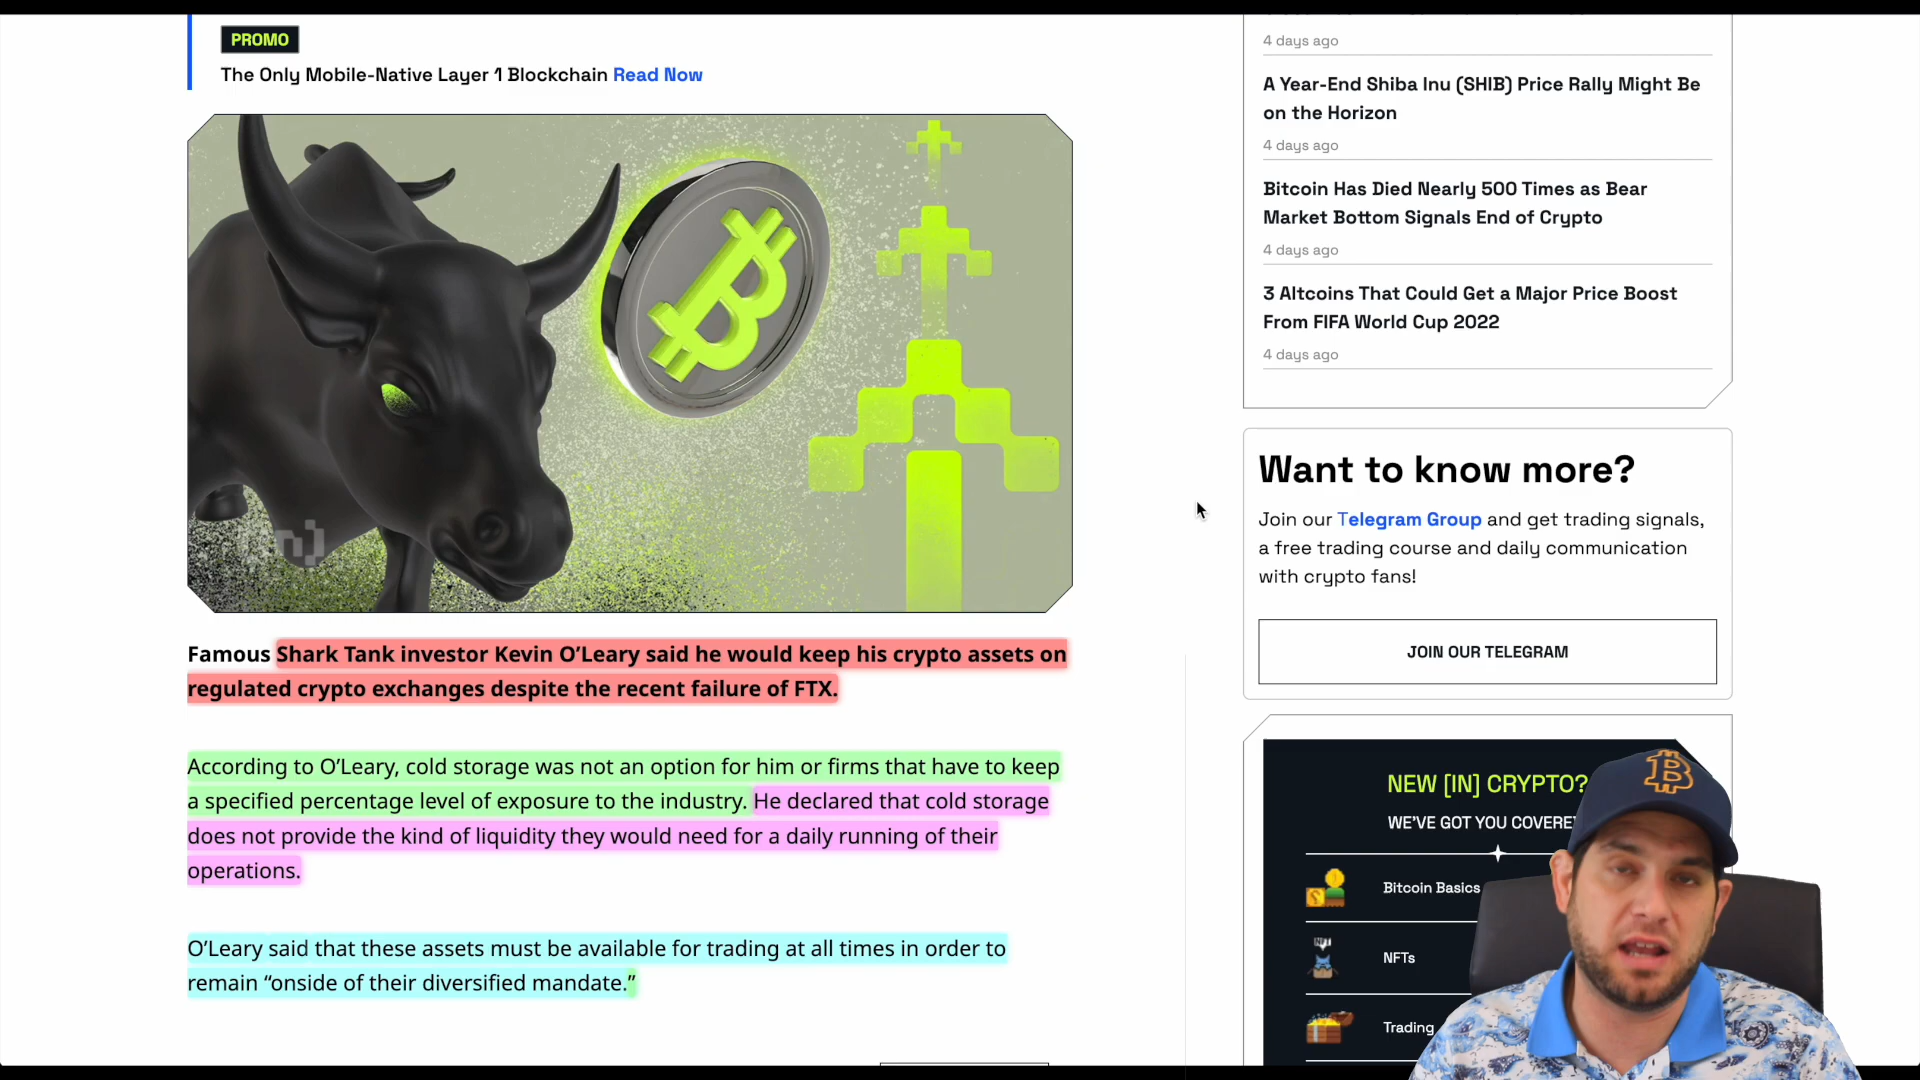 PROMO
The Only Mobile-Native Layer 1 Blockchain Read Now
Famous Shark Tank investor Kevin O’Leary said he would keep his crypto assets on
regulated crypto exchanges despite the recent failure of FTX.
According to O’Leary, cold storage was not an option for him or firms that have to keep
a specified percentage level of exposure to the industry. He declared that cold storage
does not provide the kind of liquidity they would need for a daily running of their
operations.
O’Leary said that these assets must be available for trading at all times in order to
remain “onside of their diversified mandate.”
4 days ago
A Year-End Shiba Inu (SHIB) Price Rally Might Be
on the Horizon
4 days ago
Bitcoin Has Died Nearly 500 Times as Bear
Market Bottom Signals End of Crypto
4 days ago
3 Altcoins That Could Get a Major Price Boost
From FIFA World Cup 2022
4 days ago
Want to know more?
Join our Telegram Group and get trading signals,
a free trading course and daily communication
with crypto fans!
JOIN OUR TELEGRAM
NEW [IN] CRYPTO?
WE’VE GOT YOU COVERE
Bitcoin Basics
NFTs
Trading